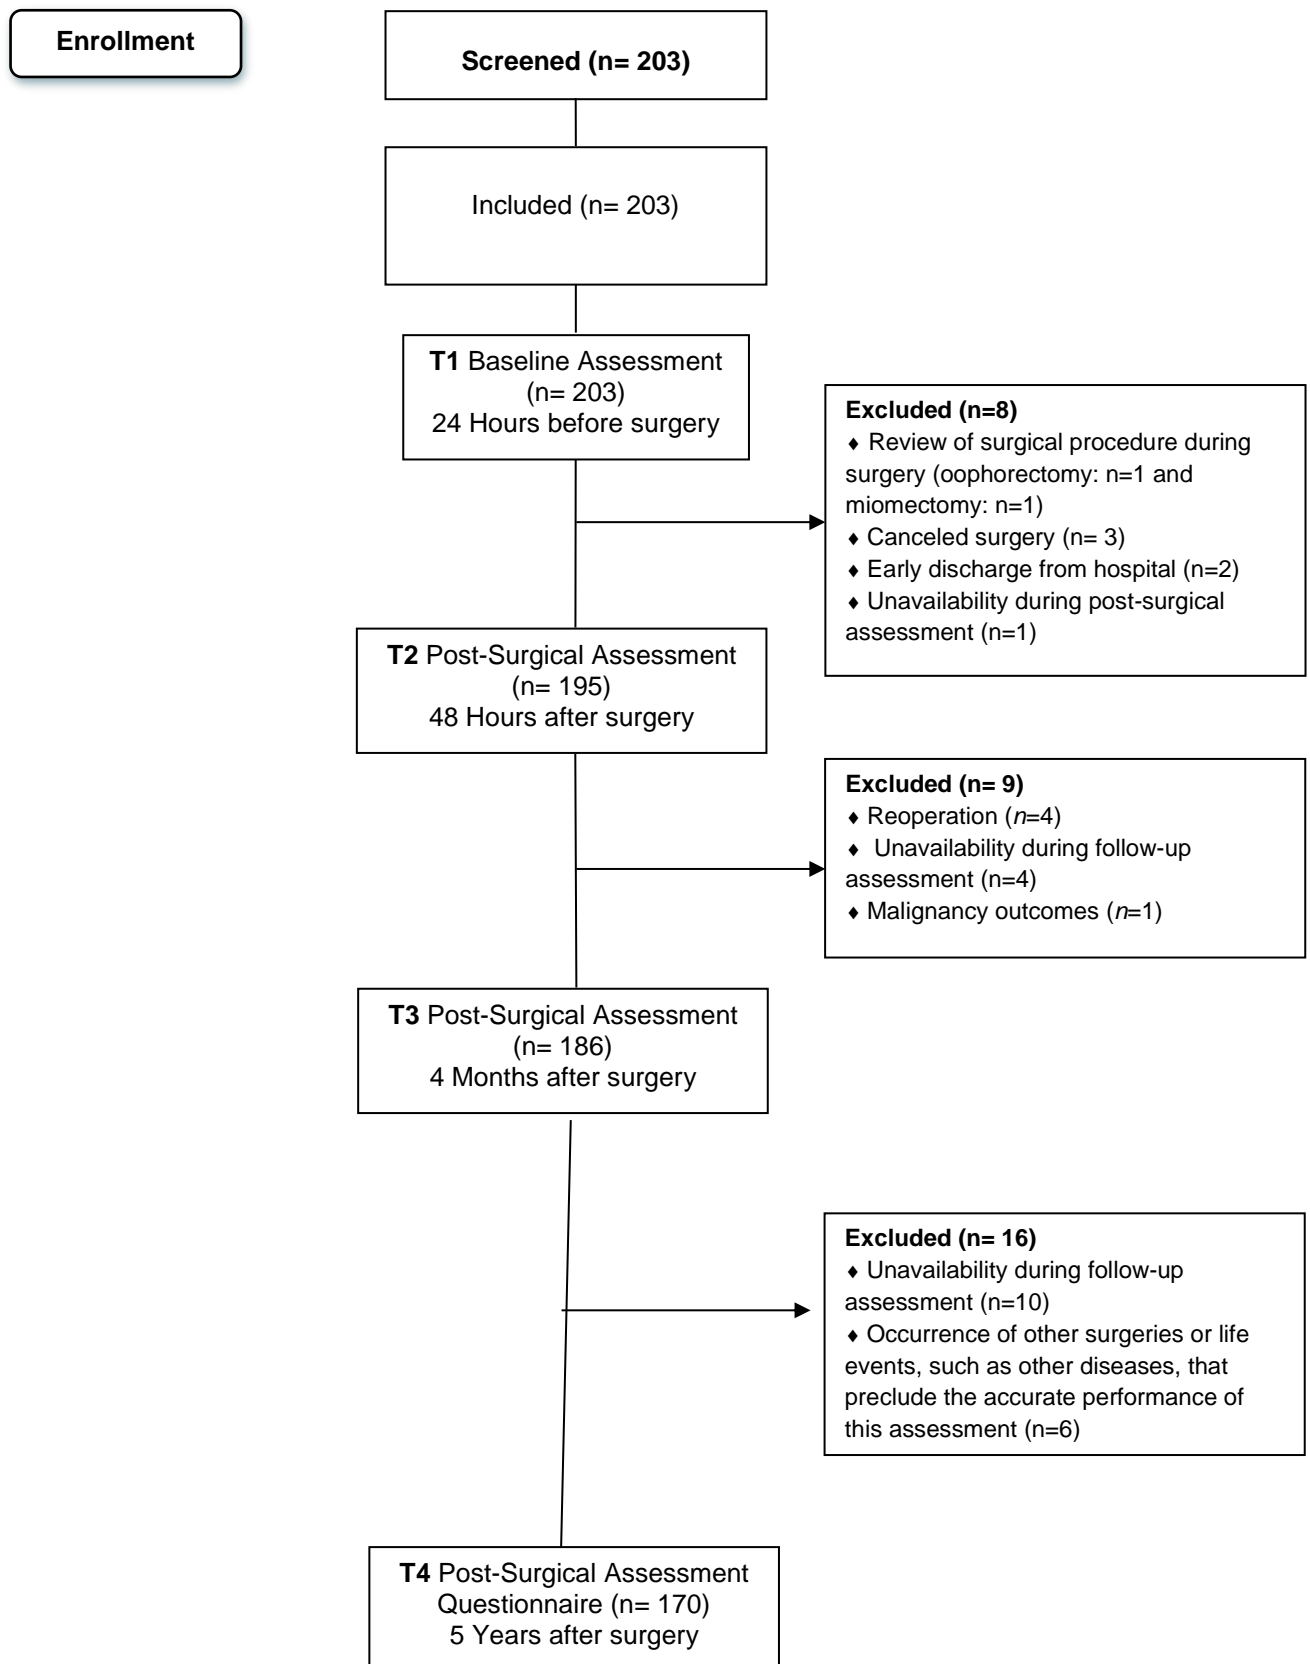 Enrollment
Screened (n= 203)
Included (n= 203)
T1 Baseline Assessment
(n= 203)
24 Hours before surgery
Excluded (n=8)
♦ Review of surgical procedure during
surgery (oophorectomy: n=1 and
miomectomy: n=1)
♦ Canceled surgery (n= 3)
♦ Early discharge from hospital (n=2)
♦ Unavailability during post-surgical
assessment (n=1)
T2 Post-Surgical Assessment
(n= 195)
48 Hours after surgery
Excluded (n= 9)
♦ Reoperation (n=4)
♦ Unavailability during follow-up
assessment (n=4)
♦ Malignancy outcomes (n=1)
T3 Post-Surgical Assessment
(n= 186)
4 Months after surgery
Excluded (n= 16)
♦ Unavailability during follow-up
assessment (n=10)
♦ Occurrence of other surgeries or life
events, such as other diseases, that
preclude the accurate performance of
this assessment (n=6)
T4 Post-Surgical Assessment
Questionnaire (n= 170)
5 Years after surgery